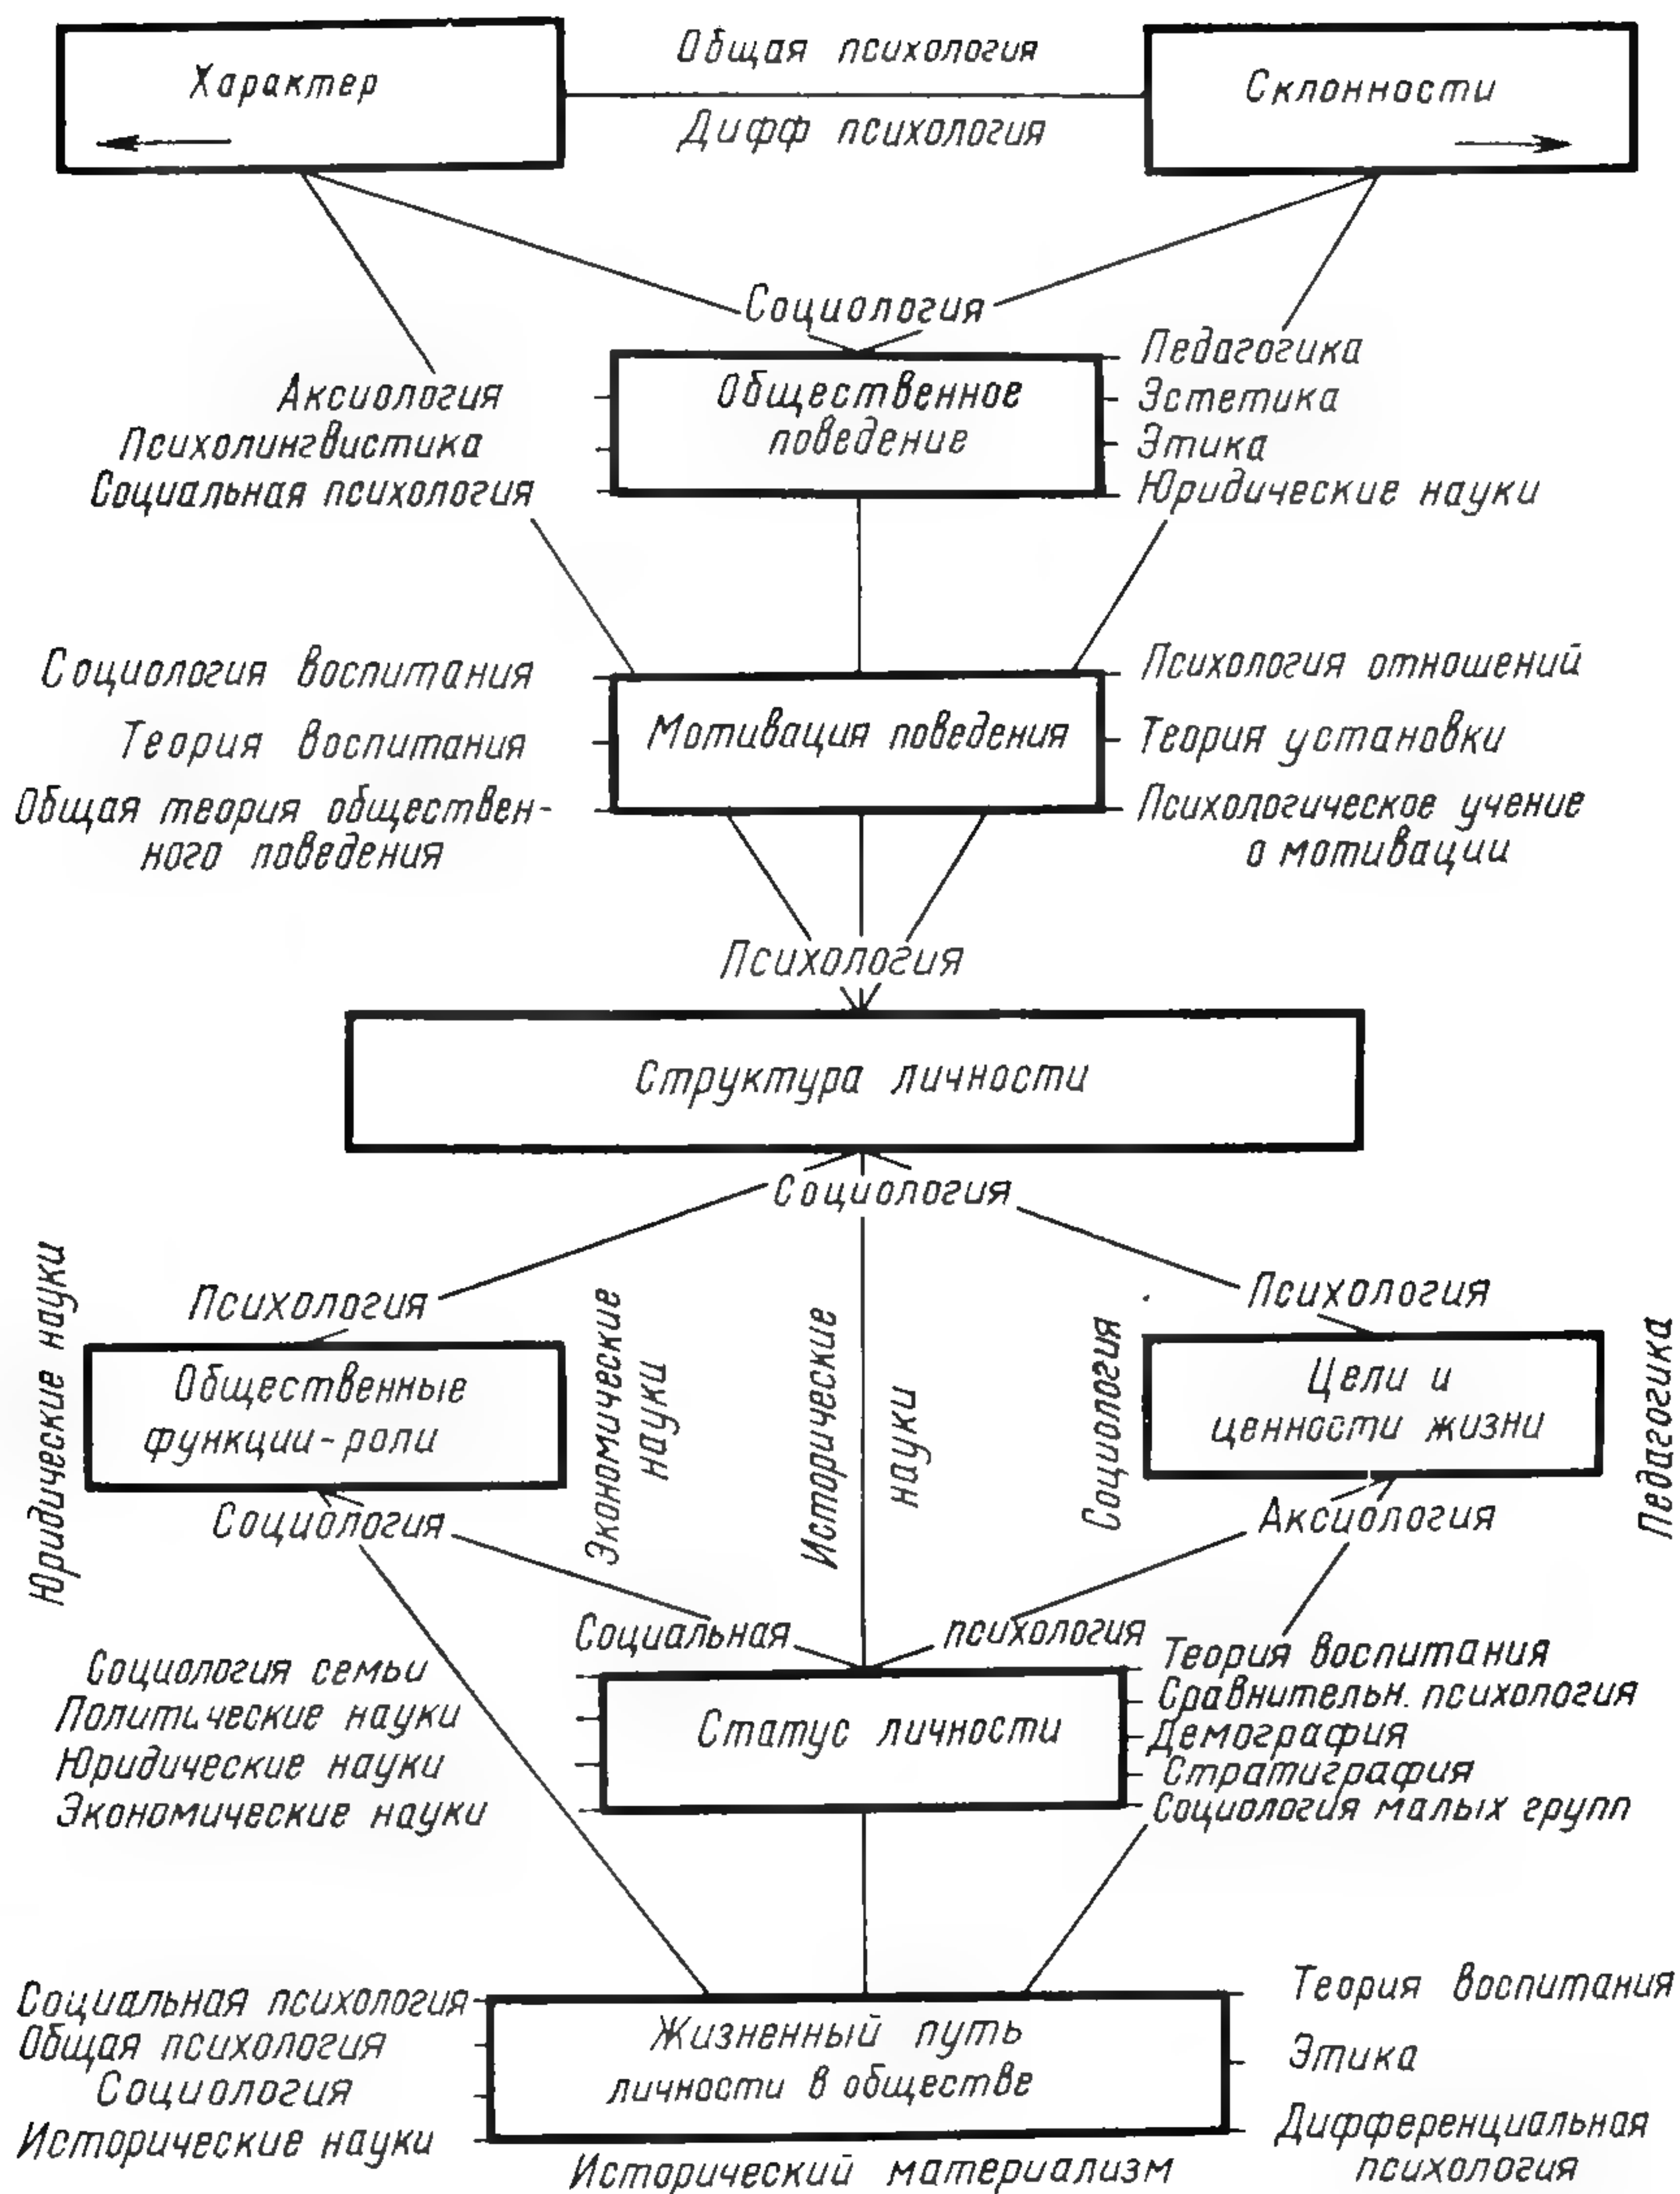 Характер
Общая психология
Дифф психология
Склонности
Социология
Аксиология
Психолингвистика
Социальная психология
Общественное
поведение
Педагогика
Эстетика
Этика
Юридические науки
Социология воспитания
Теория воспитания
Общая теория обществен-
ного поведения
Мотивация поведения
Психология отношений
Теория установки
Психологическое учение
о мотивации
Психология
Структура личности
Социология
Юридические науки
Психология
Общественные
функции-роли
Социология
Экономические
науки
Исторические
науки
Социология
Психология
Цели и
ценности жизни
Аксиология
Педагогика
Социальная психология
Социология семьи
Политические науки
Юридические науки
Экономические науки
Статус личности
Теория воспитания
Сравнительн. психология
Демография
Стратиграфия
Социология малых групп
Социальная психология
Общая психология
Социология
Исторические науки
Жизненный путь
личности в обществе
Теория воспитания
Этика
Дифференциальная
психология
Исторический материализм